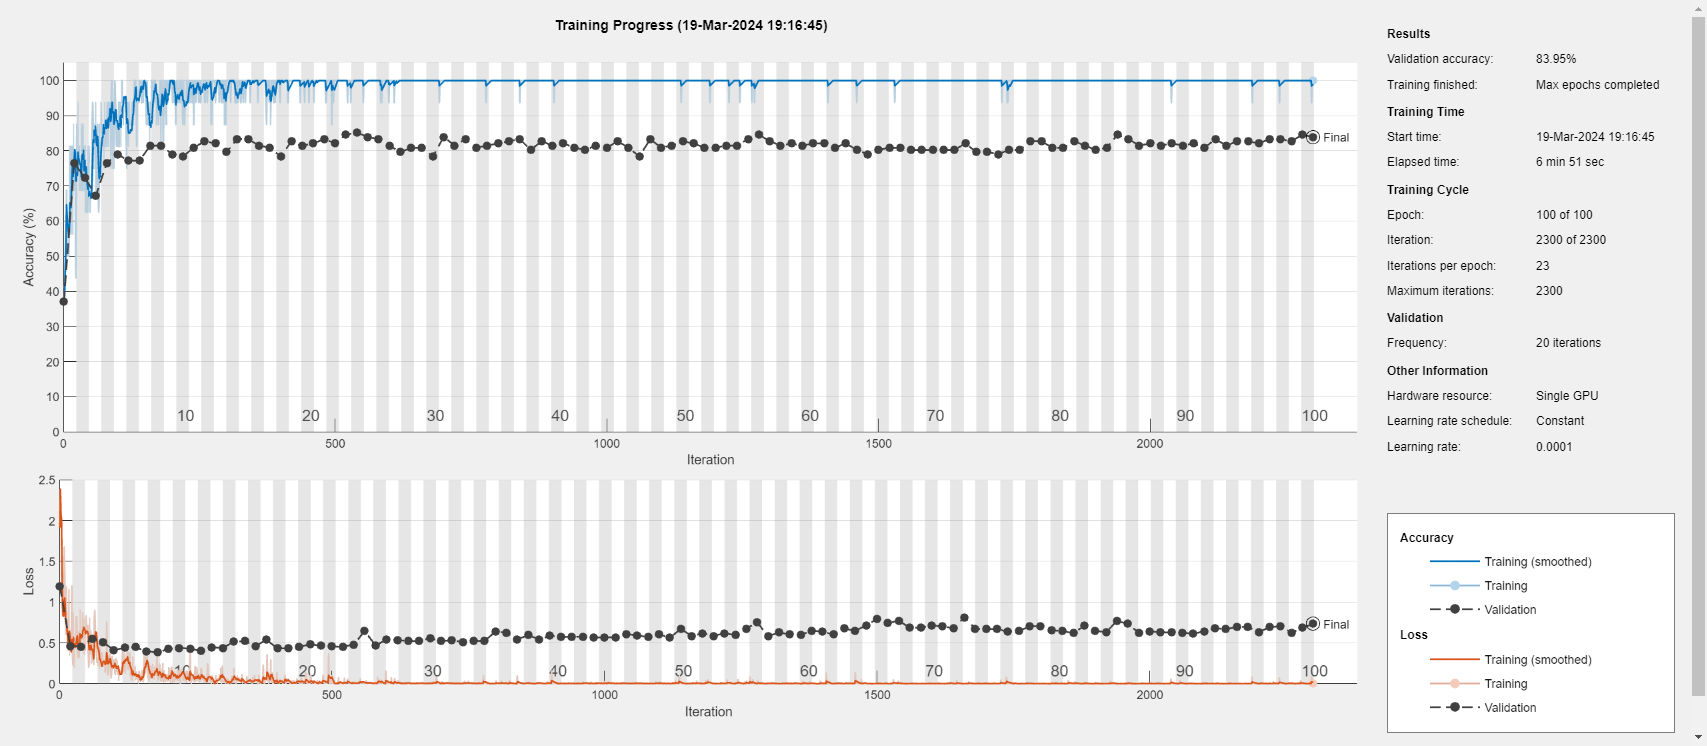 Training Progress (19-Mar-2024 19:16:45)
100
90
80
70
60
50
40
30
20
10
0
Accuracy (%)
Final
10 20 30 40 50 60 70 80 90 100
0 500 1000 1500 2000
Iteration
2.5
2
1.5
1
0.5
0
Loss
Final
10 20 30 40 50 60 70 80 90 100
0 500 1000 1500 2000
Iteration
Results
Validation accuracy: 83.95%
Training finished: Max epochs completed
Training Time
Start time: 19-Mar-2024 19:16:45
Elapsed time: 6 min 51 sec
Training Cycle
Epoch: 100 of 100
Iteration: 2300 of 2300
Iterations per epoch: 23
Maximum iterations: 2300
Validation
Frequency: 20 iterations
Other Information
Hardware resource: Single GPU
Learning rate schedule: Constant
Learning rate: 0.0001
Accuracy
Training (smoothed)
Training
Validation
Loss
Training (smoothed)
Training
Validation